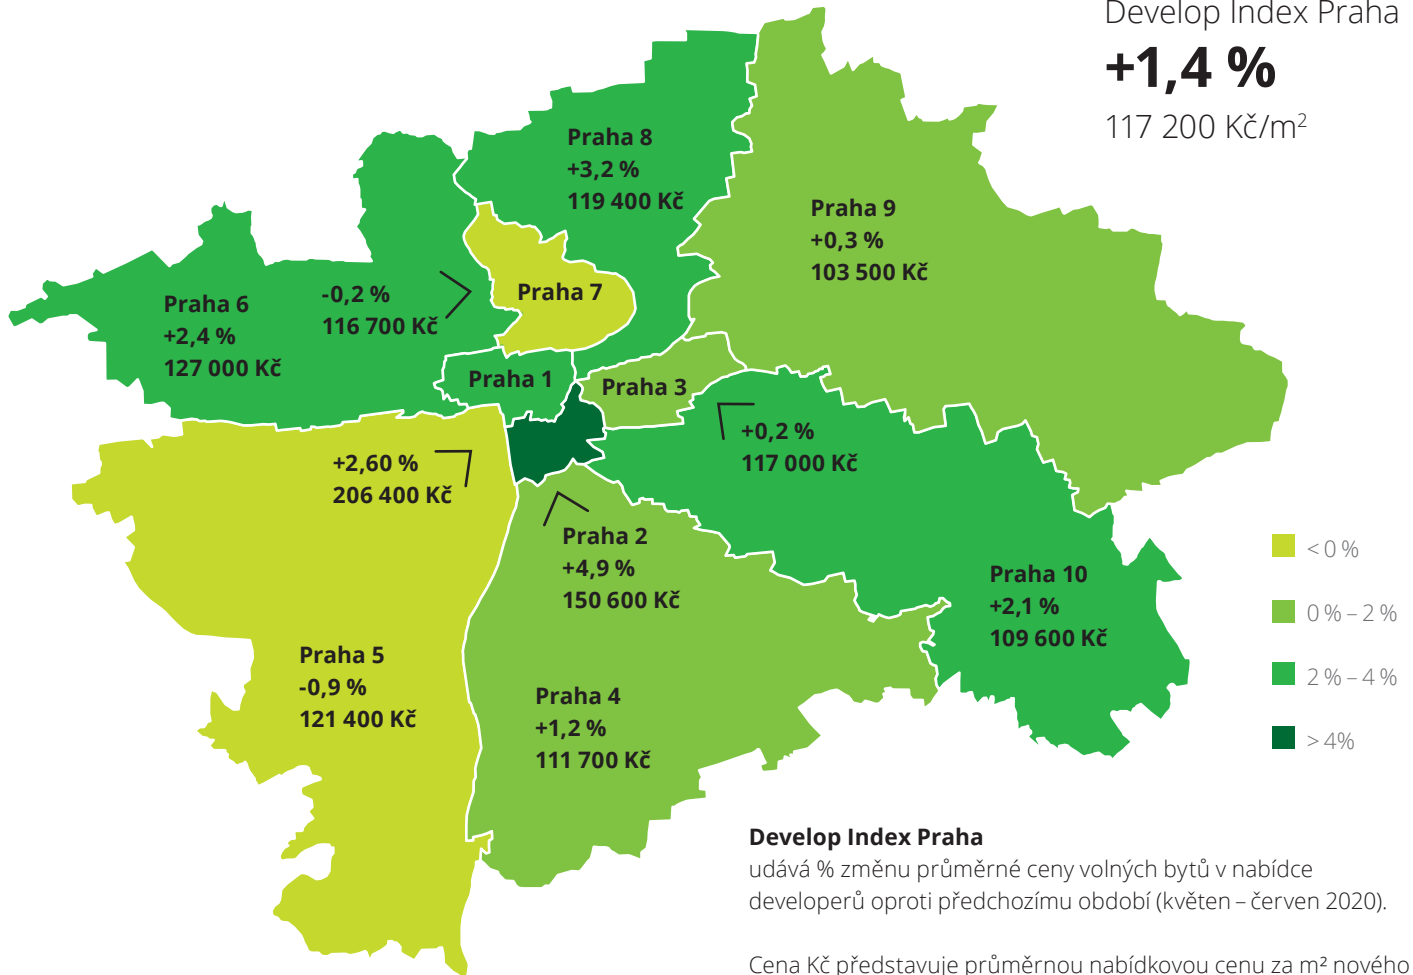 Develop Index Praha
+1,4 %
117 200 Kč/m²
Praha 8
+3,2 %
119 400 Kč
Praha 9
+0,3 %
103 500 Kč
Praha 6
+2,4 %
127 000 Kč
-0,2 %
116 700 Kč
Praha 7
Praha 1
Praha 3
+0,2 %
117 000 Kč
+2,60 %
206 400 Kč
Praha 2
+4,9 %
150 600 Kč
Praha 10
+2,1 %
109 600 Kč
Praha 5
-0,9 %
121 400 Kč
Praha 4
+1,2 %
111 700 Kč
< 0 %
0 % – 2 %
2 % – 4 %
> 4%
Develop Index Praha
udává % změnu průměrné ceny volných bytů v nabídce
developerů oproti předchozímu období (květen – červen 2020).
Cena Kč představuje průměrnou nabídkovou cenu za m² nového